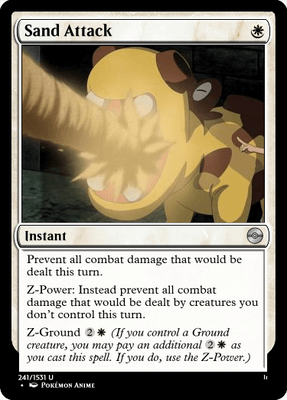 Sand Attack
Instant
Prevent all combat damage that would be
dealt this turn.
Z-Power: Instead prevent all combat
damage that would be dealt by creatures you
don't control this turn.
Z-Ground 2 (If you control a Ground
creature, you may pay an additional 2 as
you cast this spell. If you do, use the Z-Power.)
241/1531 U
Pokémon Anime